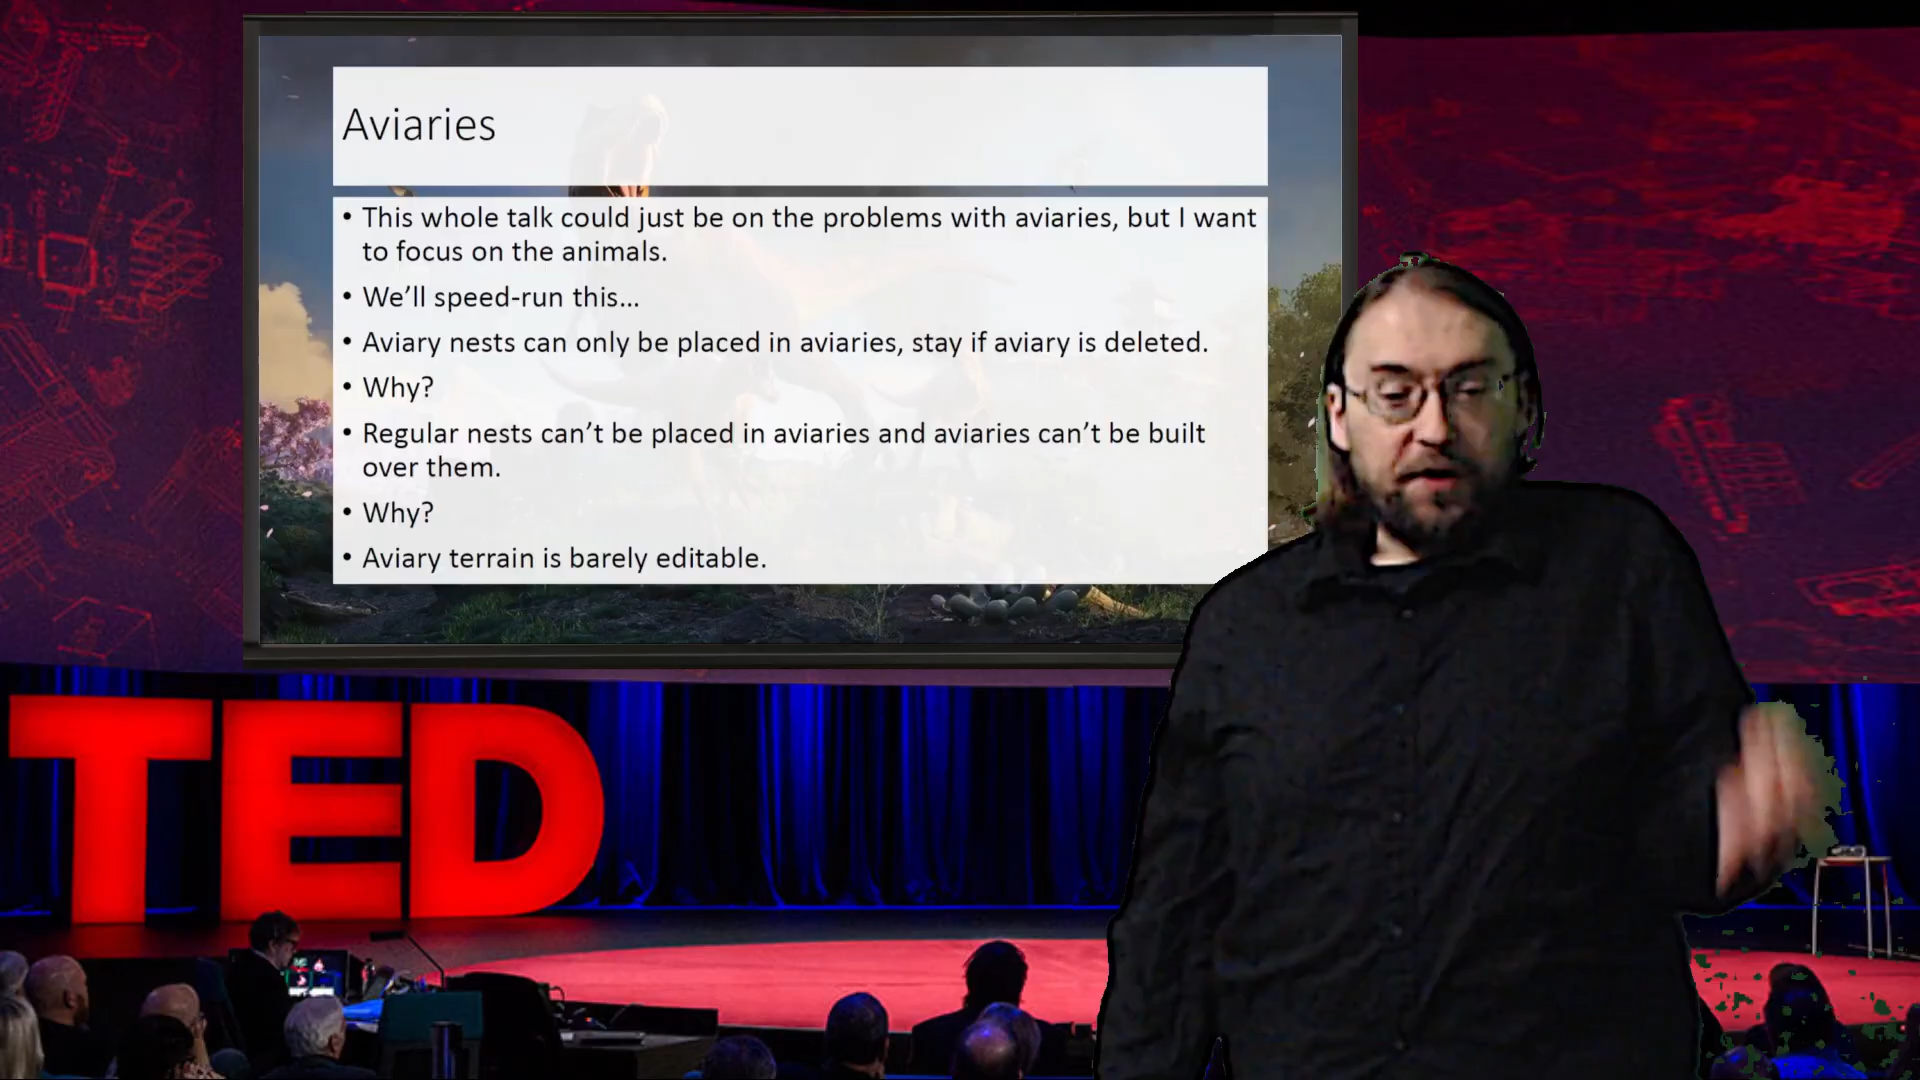 Aviaries
• This whole talk could just be on the problems with aviaries, but I want
to focus on the animals.
• We’ll speed-run this…
• Aviary nests can only be placed in aviaries, stay if aviary is deleted.
• Why?
• Regular nests can’t be placed in aviaries and aviaries can’t be built
over them.
• Why?
• Aviary terrain is barely editable.
TED